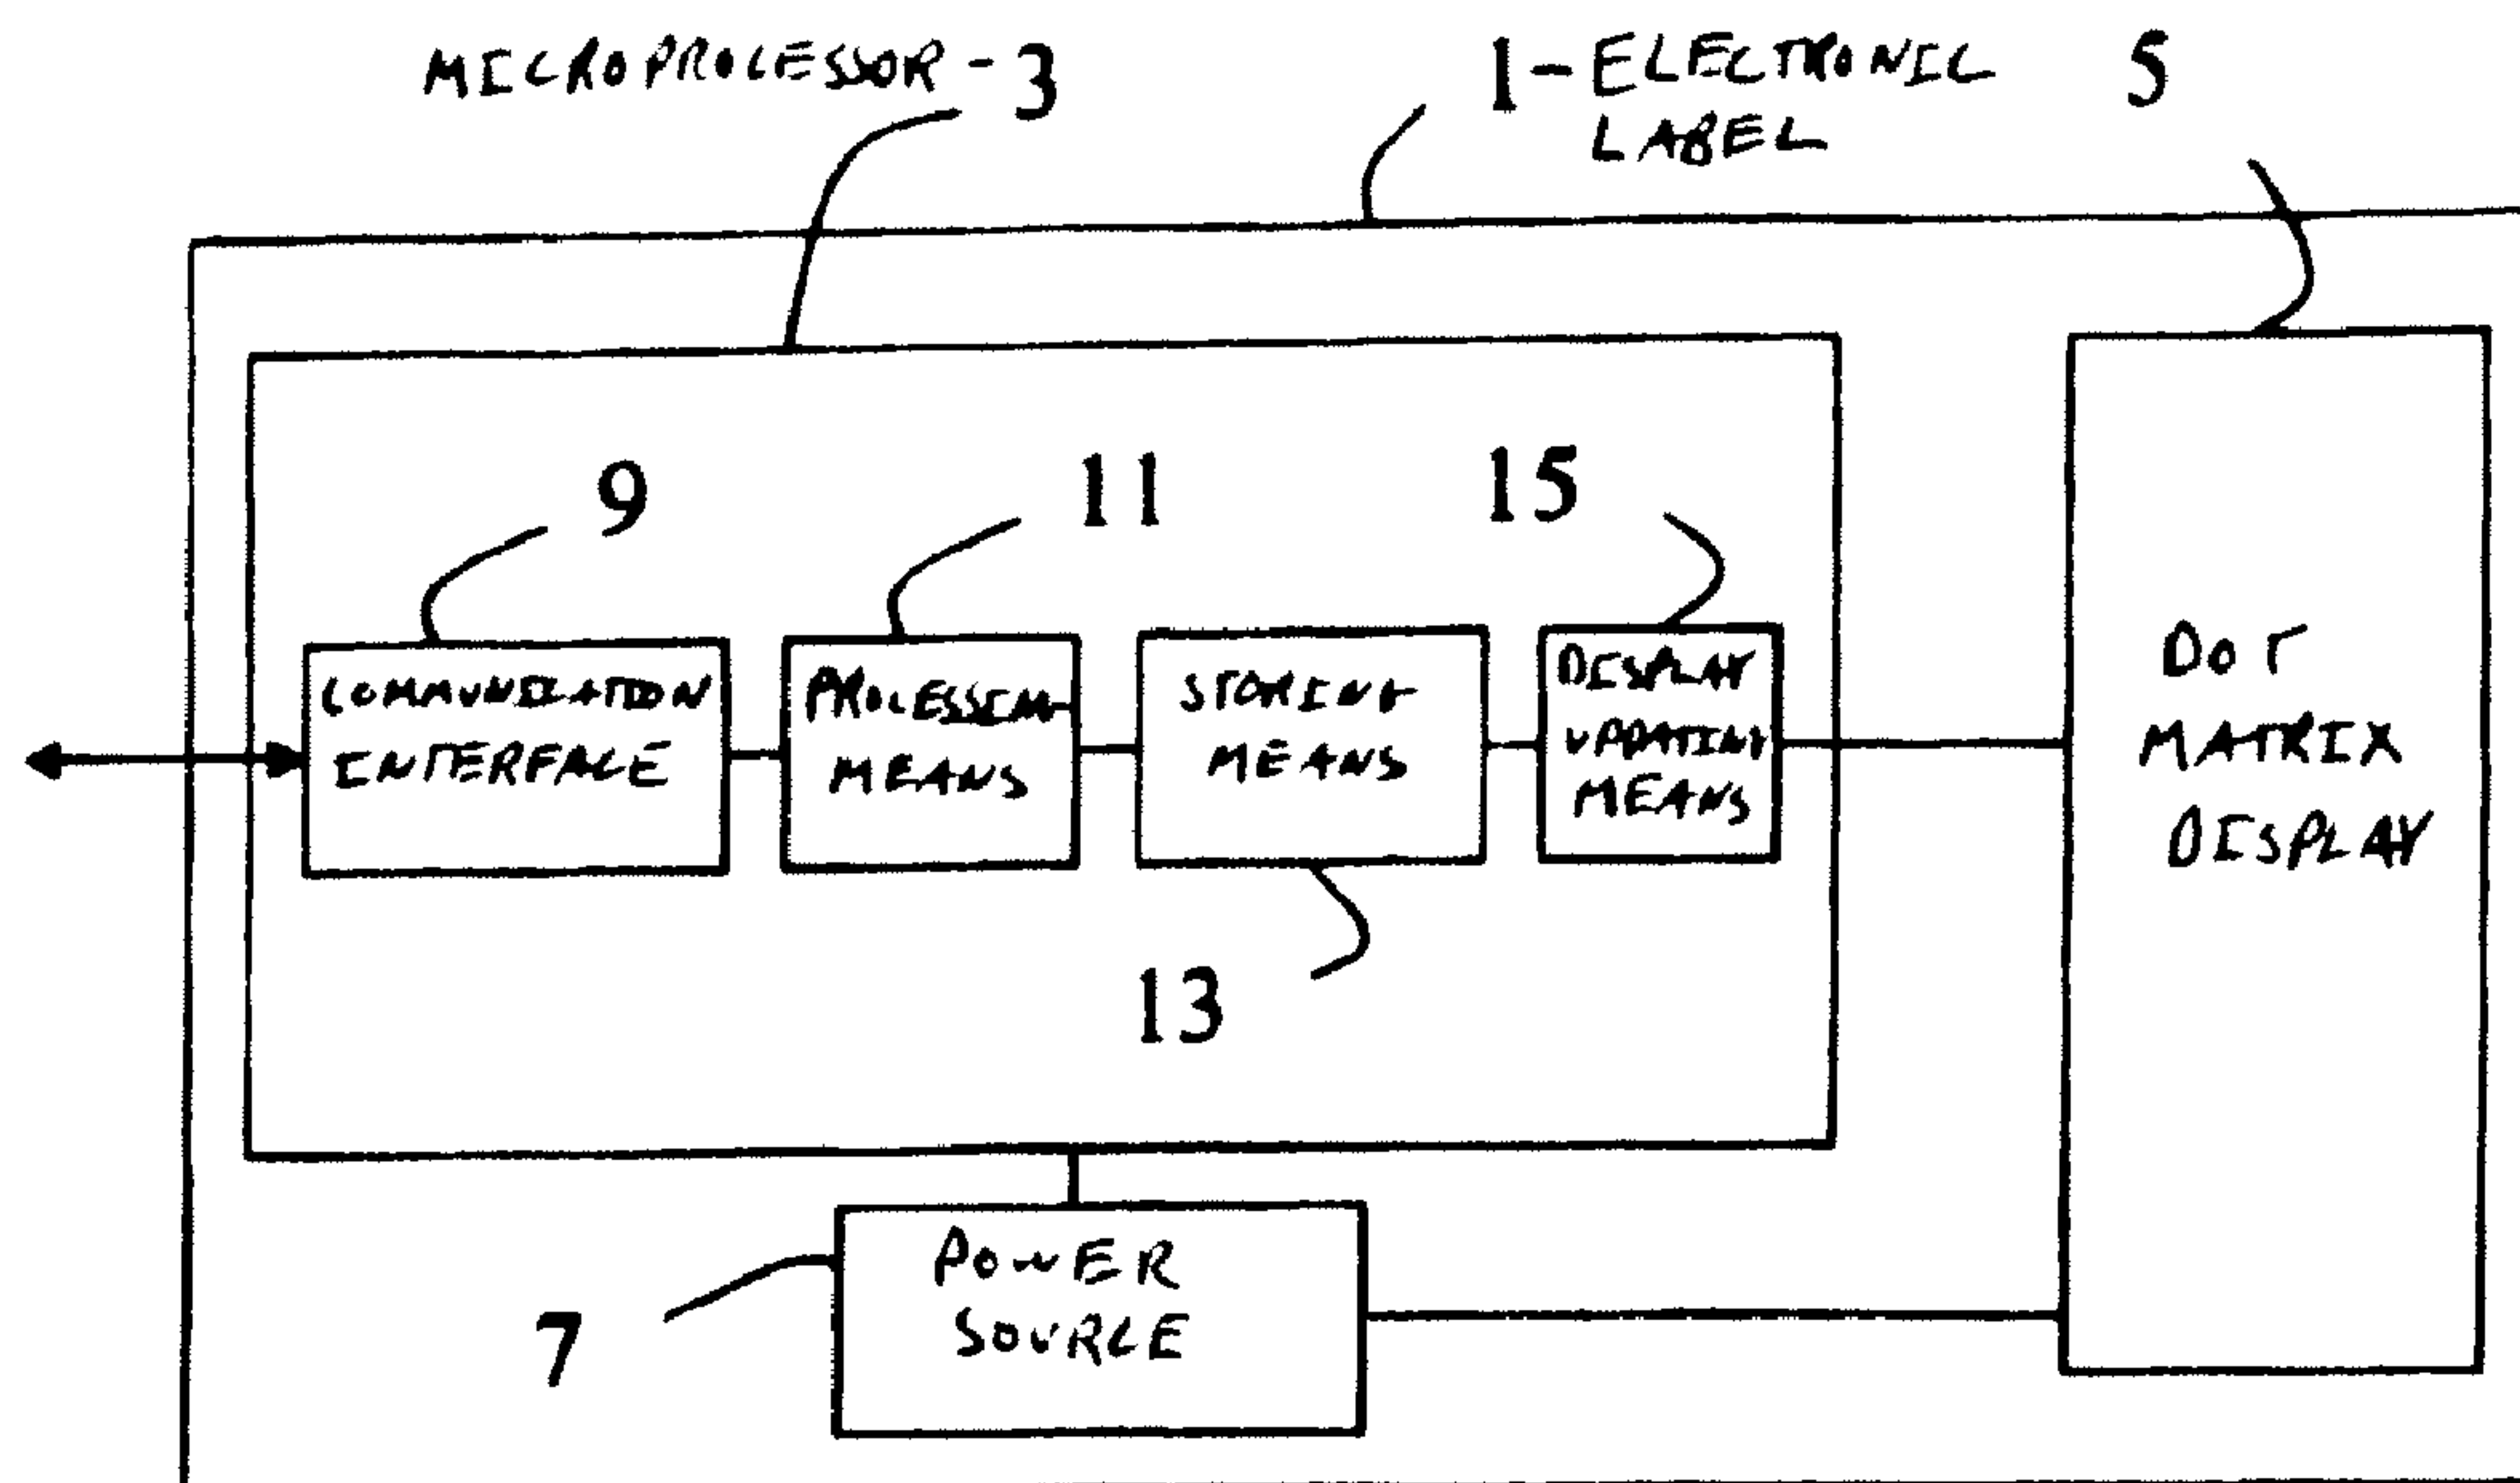 MICROPROCESSOR - 3
1 - ELECTRONIC
LABEL
5
9
11
15
COMMUNICATION
INTERFACE
PROCESSING
MEANS
STORING
MEANS
DISPLAY
UPDATING
MEANS
DOT
MATRIX
DISPLAY
13
POWER
SOURCE
7